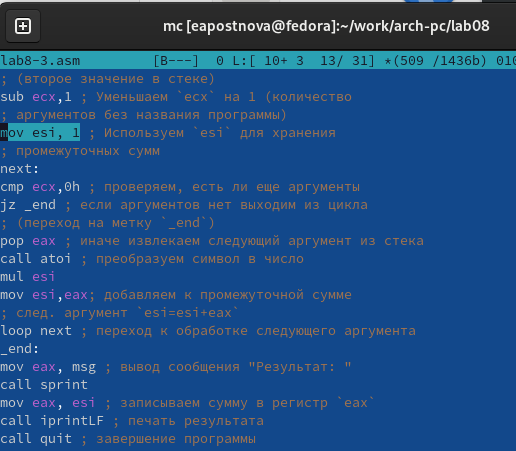 mc [eapostnova@fedora]:~/work/arch-pc/lab08
lab8-3.asm [B---] 0 L:[ 10+ 3 13/ 31] *(509 /1436b) 010
; (второе значение в стеке)
sub ecx,1 ; Уменьшаем `ecx` на 1 (количество
; аргументов без названия программы)
mov esi, 1 ; Используем `esi` для хранения
; промежуточных сумм
next:
cmp ecx,0h ; проверяем, есть ли еще аргументы
jz _end ; если аргументов нет выходим из цикла
; (переход на метку `_end`)
pop eax ; иначе извлекаем следующий аргумент из стека
call atoi ; преобразуем символ в число
mul esi
mov esi,eax; добавляем к промежуточной сумме
; след. аргумент `esi=esi+eax`
loop next ; переход к обработке следующего аргумента
_end:
mov eax, msg ; вывод сообщения "Результат: "
call sprint
mov eax, esi ; записываем сумму в регистр `eax`
call iprintLF ; печать результата
call quit ; завершение программы